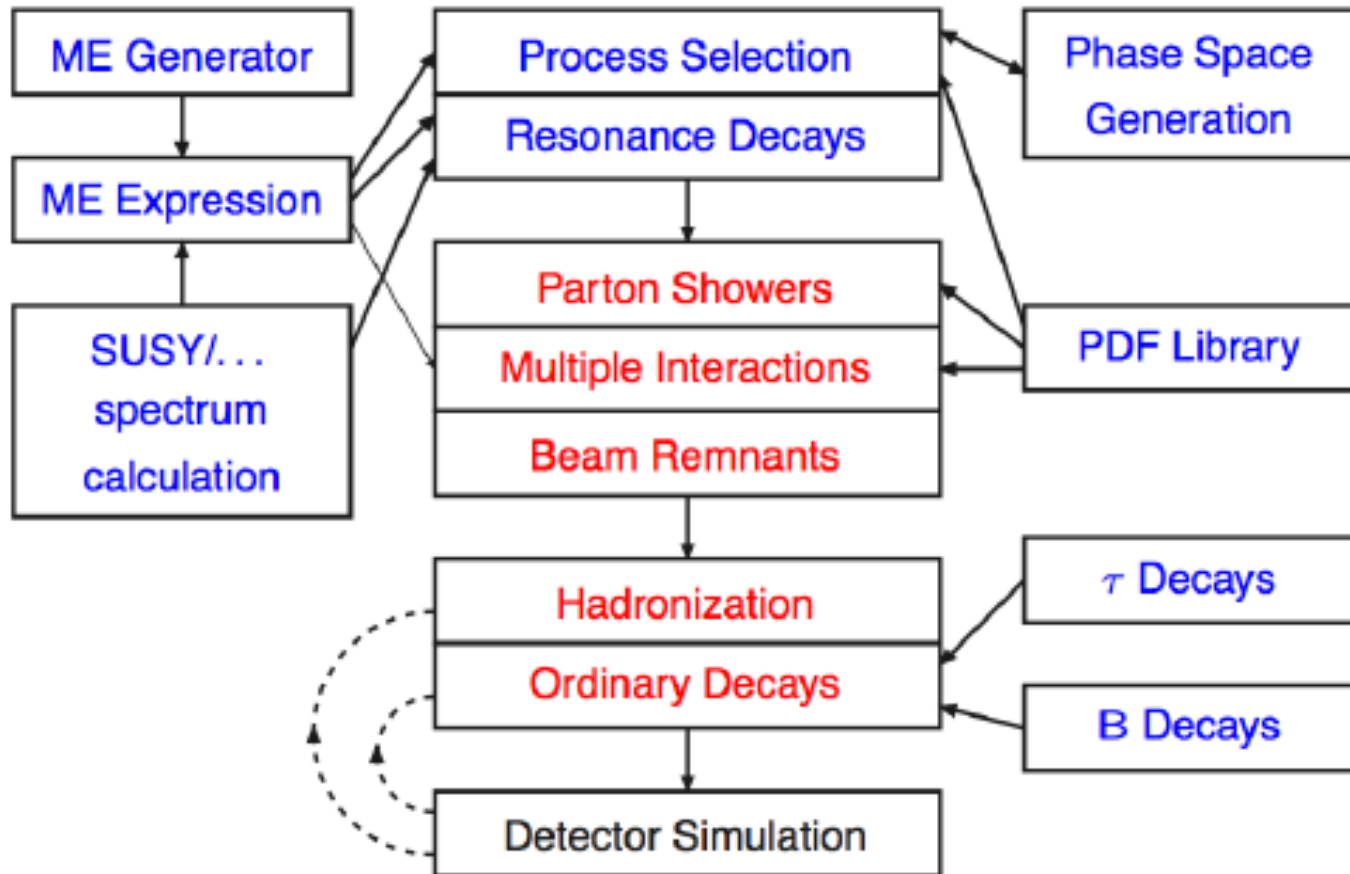 ME Generator
Process Selection
Phase Space
Generation
Resonance Decays
ME Expression
Parton Showers
SUSY/...
spectrum
calculation
Multiple Interactions
PDF Library
Beam Remnants
Hadronization
τ Decays
Ordinary Decays
B Decays
Detector Simulation